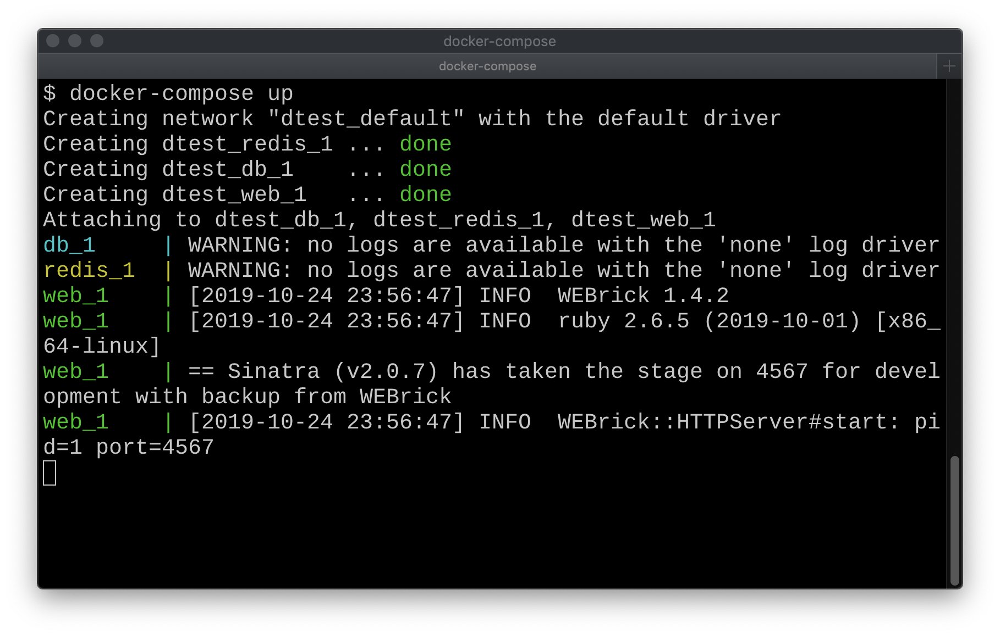 docker-compose
docker-compose
$ docker-compose up
Creating network "dtest_default" with the default driver
Creating dtest_redis_1 ... done
Creating dtest_db_1    ... done
Creating dtest_web_1   ... done
Attaching to dtest_db_1, dtest_redis_1, dtest_web_1
db_1     | WARNING: no logs are available with the 'none' log driver
redis_1  | WARNING: no logs are available with the 'none' log driver
web_1    | [2019-10-24 23:56:47] INFO  WEBrick 1.4.2
web_1    | [2019-10-24 23:56:47] INFO  ruby 2.6.5 (2019-10-01) [x86_
64-linux]
web_1    | == Sinatra (v2.0.7) has taken the stage on 4567 for devel
opment with backup from WEBrick
web_1    | [2019-10-24 23:56:47] INFO  WEBrick::HTTPServer#start: pi
d=1 port=4567